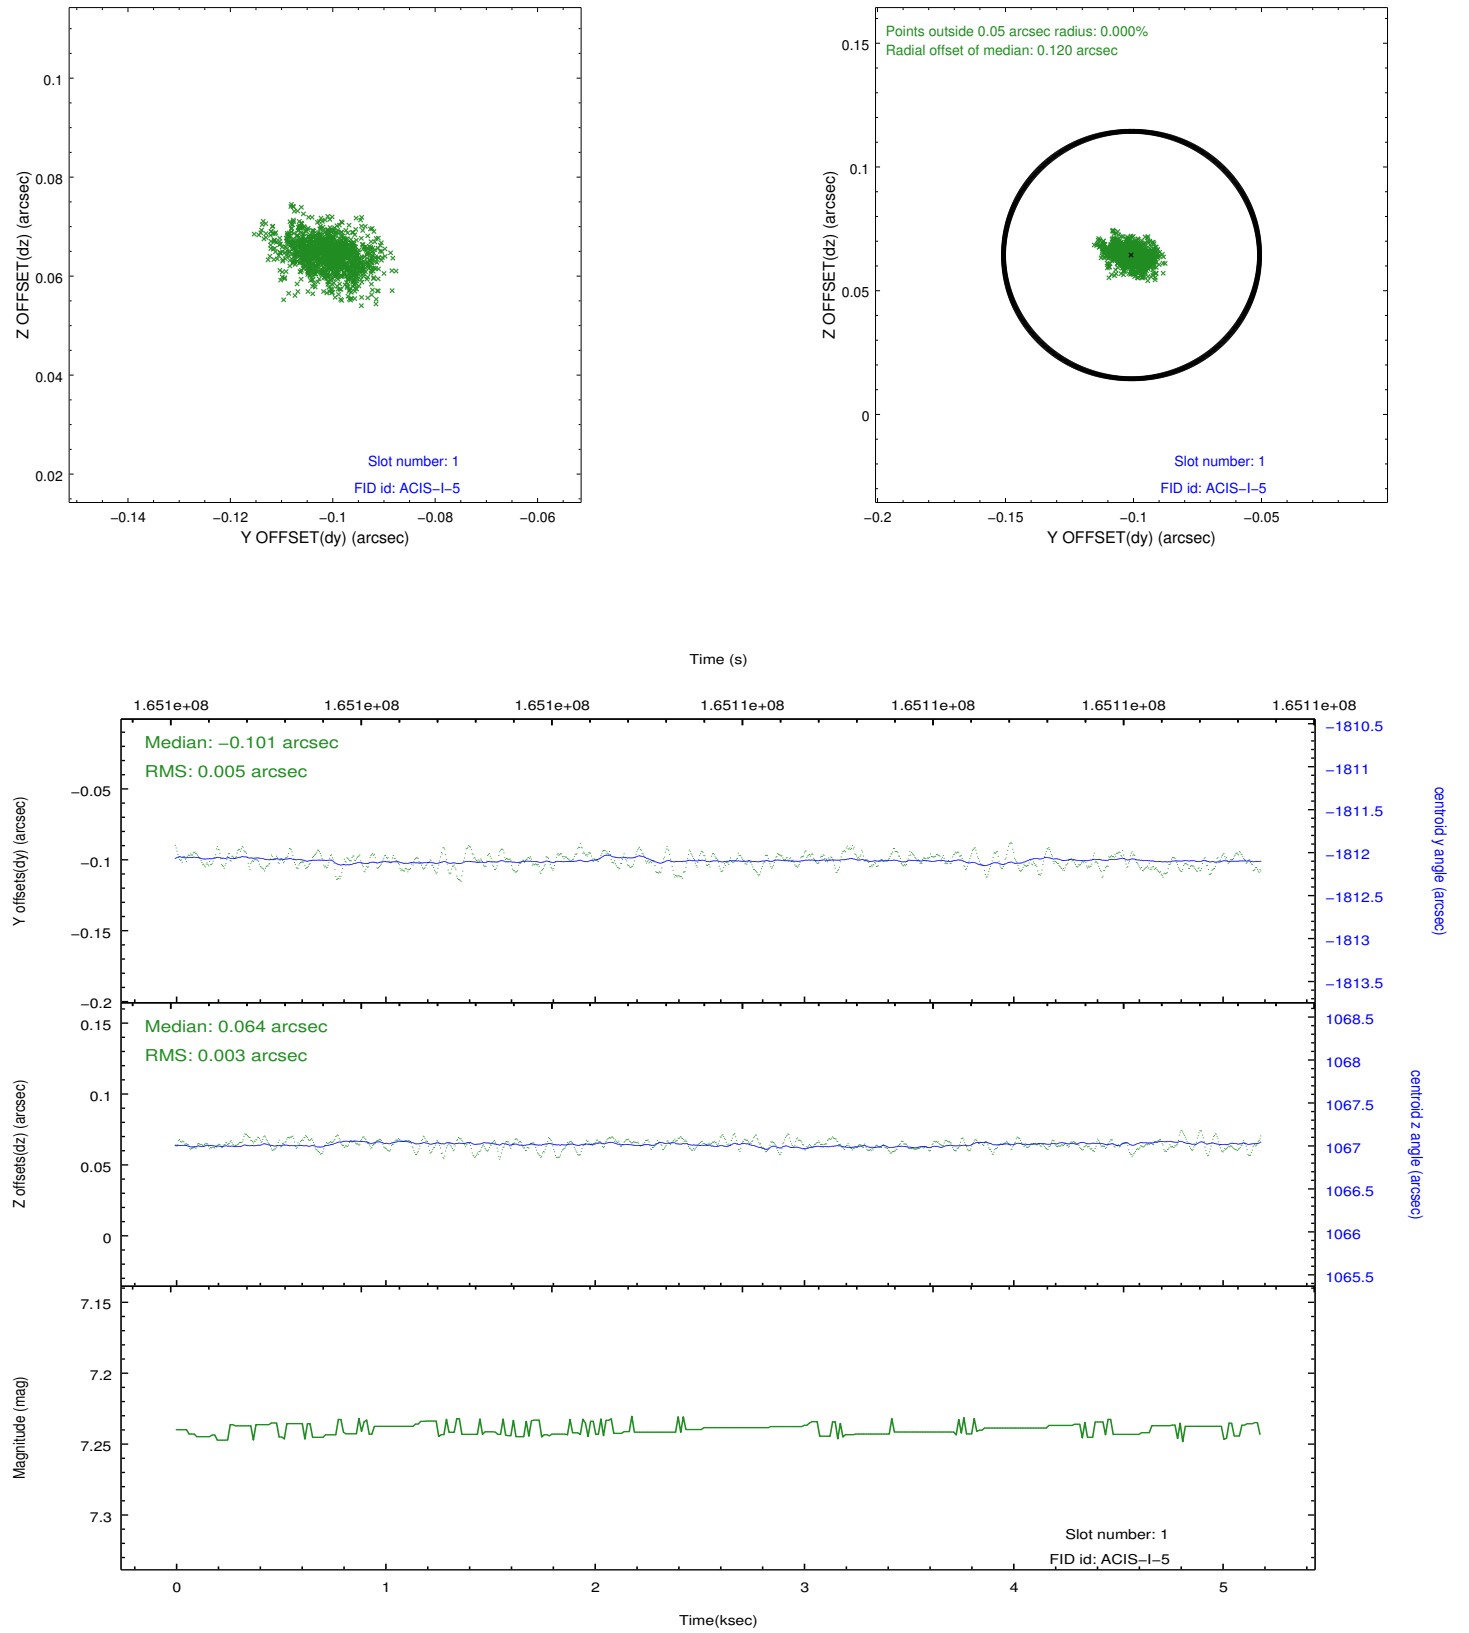 0.1
0.08
0.06
0.04
0.02
Z OFFSET(dz) (arcsec)
Slot number: 1
FID id: ACIS−I−5
−0.14 −0.12 −0.1 −0.08 −0.06
Y OFFSET(dy) (arcsec)
Points outside 0.05 arcsec radius: 0.000%
Radial offset of median: 0.120 arcsec
0.15
0.1
0.05
0
Z OFFSET(dz) (arcsec)
Slot number: 1
FID id: ACIS−I−5
−0.2 −0.15 −0.1 −0.05
Y OFFSET(dy) (arcsec)
Time (s)
1.651e+08 1.651e+08 1.651e+08 1.6511e+08 1.6511e+08 1.6511e+08 1.6511e+08
Median: −0.101 arcsec
RMS: 0.005 arcsec
−0.05
−0.1
−0.15
−0.2
Y offsets(dy) (arcsec)
−1810.5
−1811
−1811.5
−1812
−1812.5
−1813
−1813.5
centroid y angle (arcsec)
Median: 0.064 arcsec
RMS: 0.003 arcsec
0.15
0.1
0.05
0
Z offsets(dz) (arcsec)
1068.5
1068
1067.5
1067
1066.5
1066
1065.5
centroid z angle (arcsec)
7.15
7.2
7.25
7.3
Magnitude (mag)
Slot number: 1
FID id: ACIS−I−5
0 1 2 3 4 5
Time(ksec)